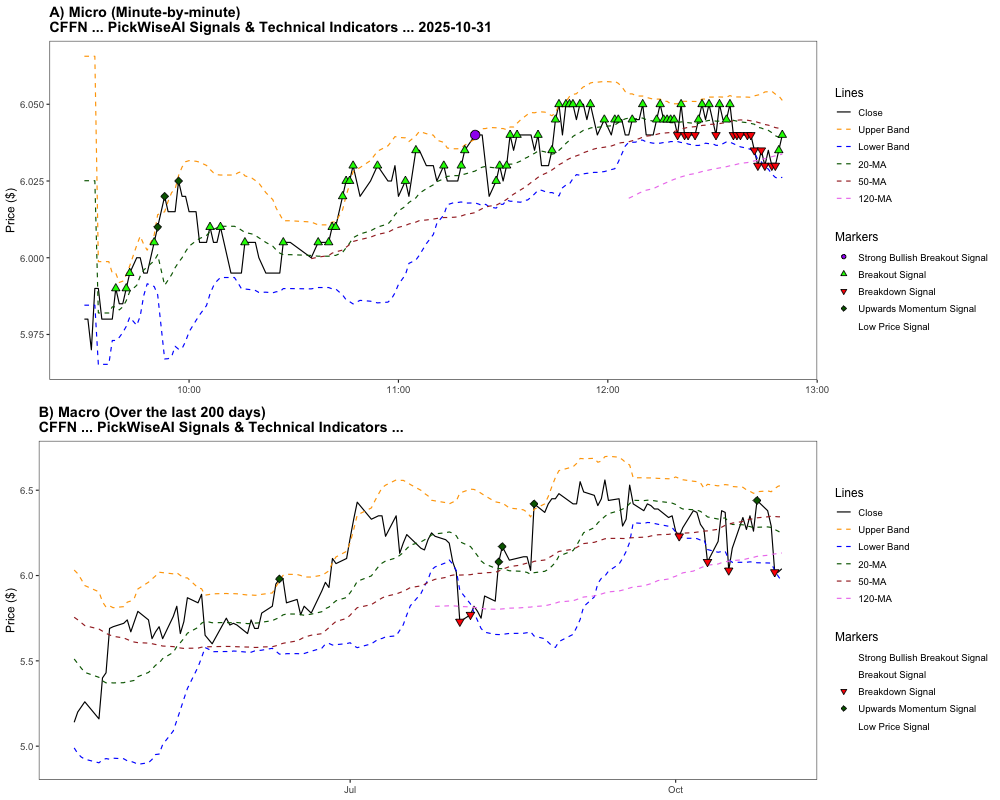 A) Micro (Minute-by-minute)
CFFN ... PickWiseAI Signals & Technical Indicators ... 2025-10-31
Price ($)
6.050
6.025
6.000
5.975
10:00
11:00
12:00
13:00
Lines
Close
Upper Band
Lower Band
20-MA
50-MA
120-MA
Markers
Strong Bullish Breakout Signal
Breakout Signal
Breakdown Signal
Upwards Momentum Signal
Low Price Signal
B) Macro (Over the last 200 days)
CFFN ... PickWiseAI Signals & Technical Indicators ...
Price ($)
6.5
6.0
5.5
5.0
Jul
Oct
Lines
Close
Upper Band
Lower Band
20-MA
50-MA
120-MA
Markers
Strong Bullish Breakout Signal
Breakout Signal
Breakdown Signal
Upwards Momentum Signal
Low Price Signal